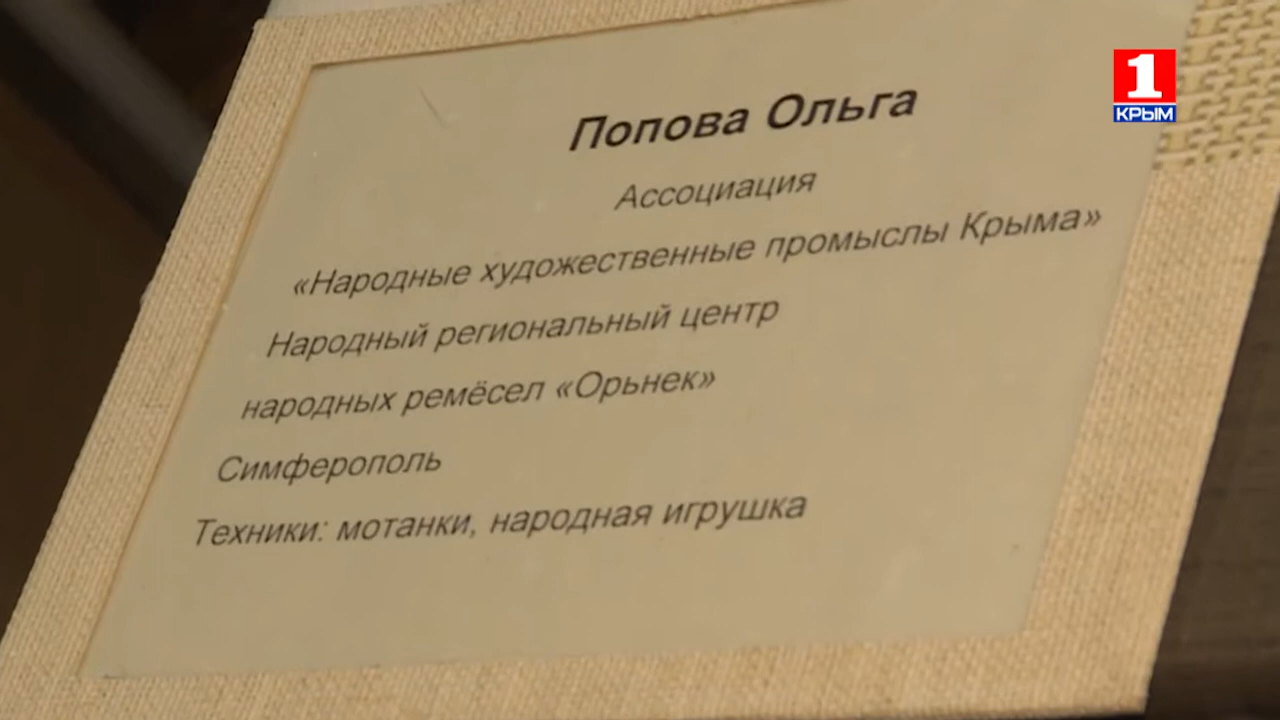 Попова Ольга
Ассоциация
«Народные художественные промыслы Крыма»
Народный региональный центр
народных ремёсел «Орьнек»
Симферополь
Техники: мотанки, народная игрушка
1
КРЫМ